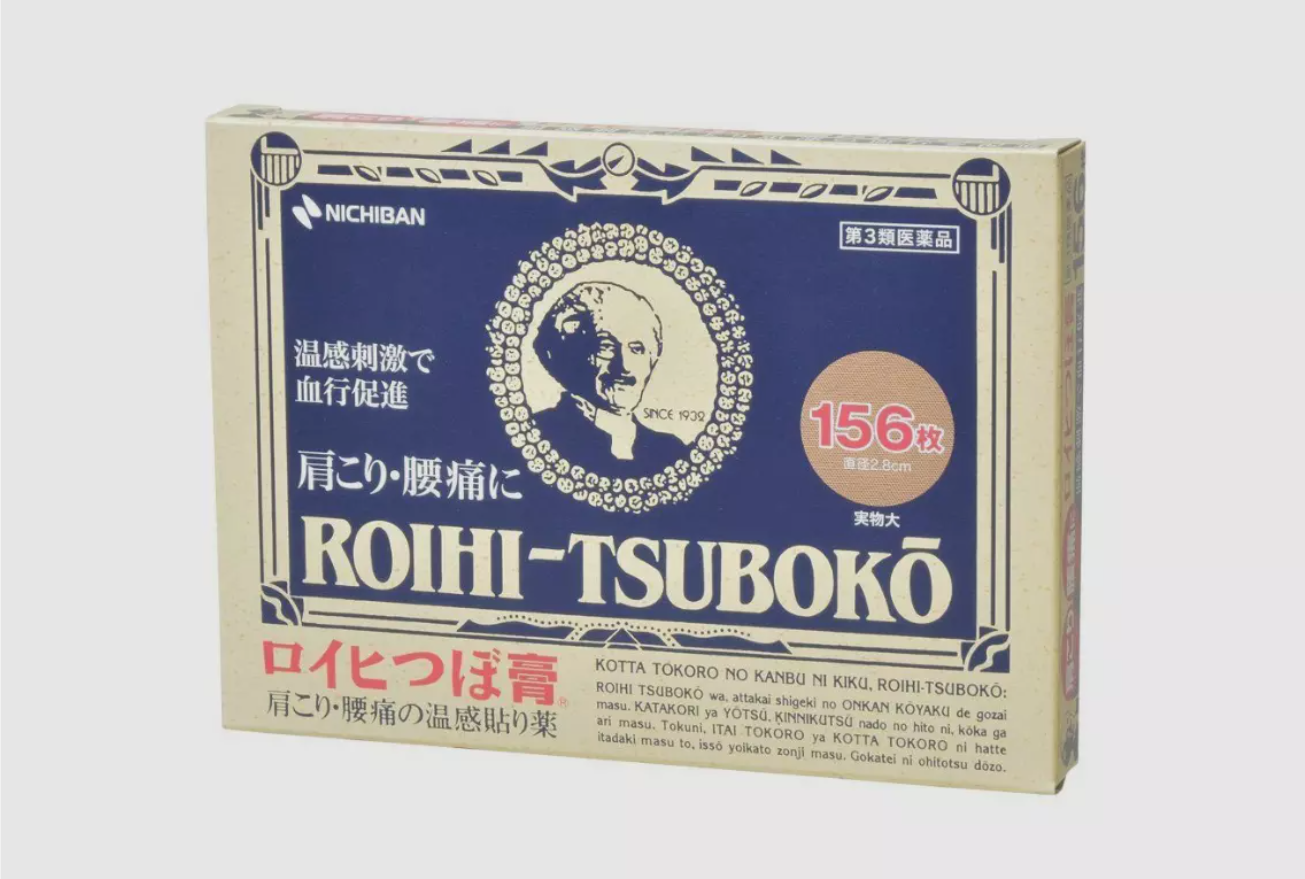 NICHIBAN
第3類医薬品
温感刺激で
血行促進
SINCE 1932
156枚
直径2.8cm
実物大
肩こり・腰痛に
ROIHI-TSUBOKŌ
ロイヒつぼ膏®
肩こり・腰痛の温感貼り薬
KOTTA TOKORO NO KANBU NI KIKU, ROIHI-TSUBOKŌ:
ROIHI TSUBOKŌ wa, attakai shigeki no ONKAN KŌYAKU de gozai
masu. KATAKORI ya YŌTSŪ, KINNIKUTSŪ nado no hito ni, kōka ga
ari masu. Tokuni, ITAI TOKORO ya KOTTA TOKORO ni hatte
itadaki masu to, issō yoikato zonji masu. Gokatei ni ohitotsu dōzo.
156